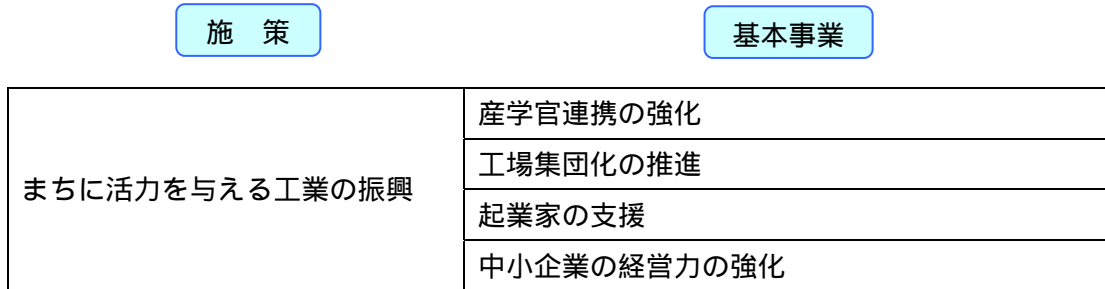 施　策
基本事業
産学官連携の強化
工場集団化の推進
まちに活力を与える工業の振興
起業家の支援
中小企業の経営力の強化